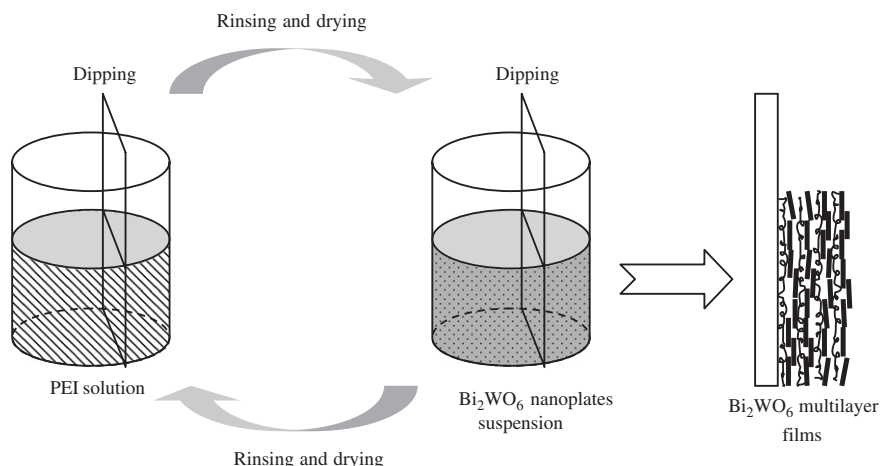 Rinsing and drying
Dipping
Dipping
PEI solution
Bi₂WO₆ nanoplates
suspension
Bi₂WO₆ multilayer
films
Rinsing and drying